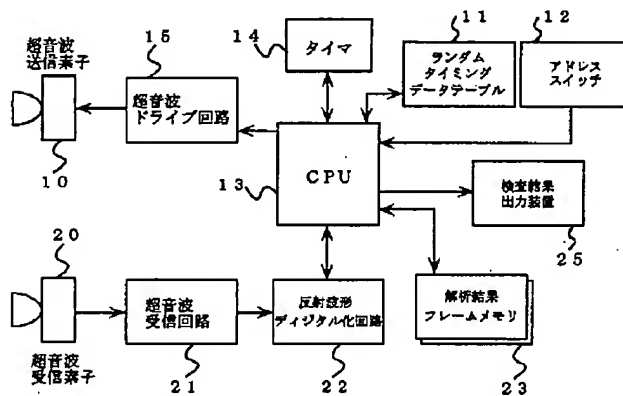 超音波
送信素子
15
超音波
ドライブ回路
10
14
タイマ
11
ランダム
タイミング
データテーブル
12
アドレス
スイッチ
13
CPU
検査結果
出力装置
25
20
超音波
受信素子
超音波
受信回路
21
反射波形
ディジタル化回路
22
解析結果
フレームメモリ
23